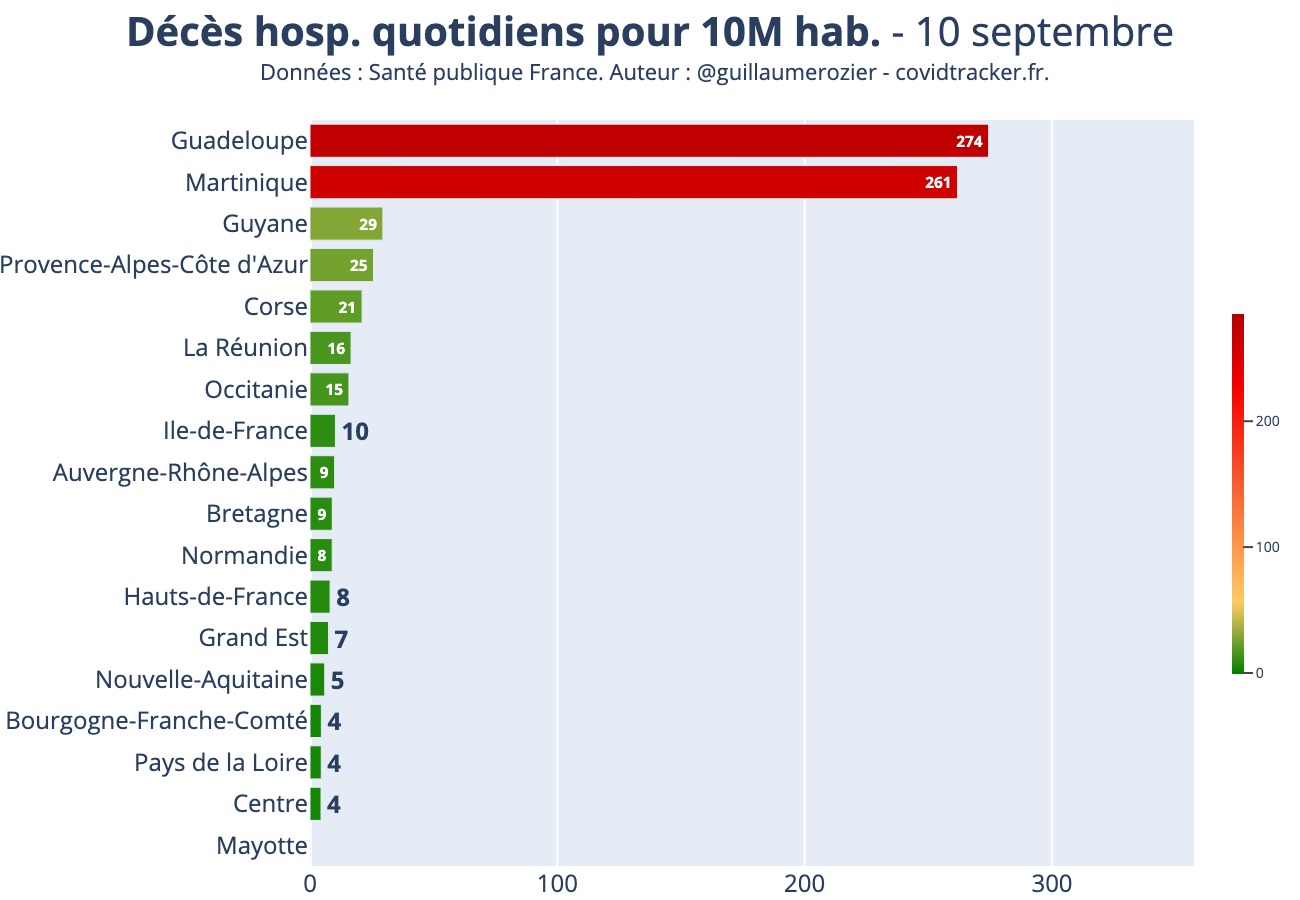 Décès hosp. quotidiens pour 10M hab. - 10 septembre
Données : Santé publique France. Auteur : @guillaumerozier - covidtracker.fr.
Guadeloupe 274
Martinique 261
Guyane 29
Provence-Alpes-Côte d'Azur 25
Corse 21
La Réunion 16
Occitanie 15
Ile-de-France 10
Auvergne-Rhône-Alpes 9
Bretagne 9
Normandie 8
Hauts-de-France 8
Grand Est 7
Nouvelle-Aquitaine 5
Bourgogne-Franche-Comté 4
Pays de la Loire 4
Centre 4
Mayotte
0 100 200 300
200
100
0